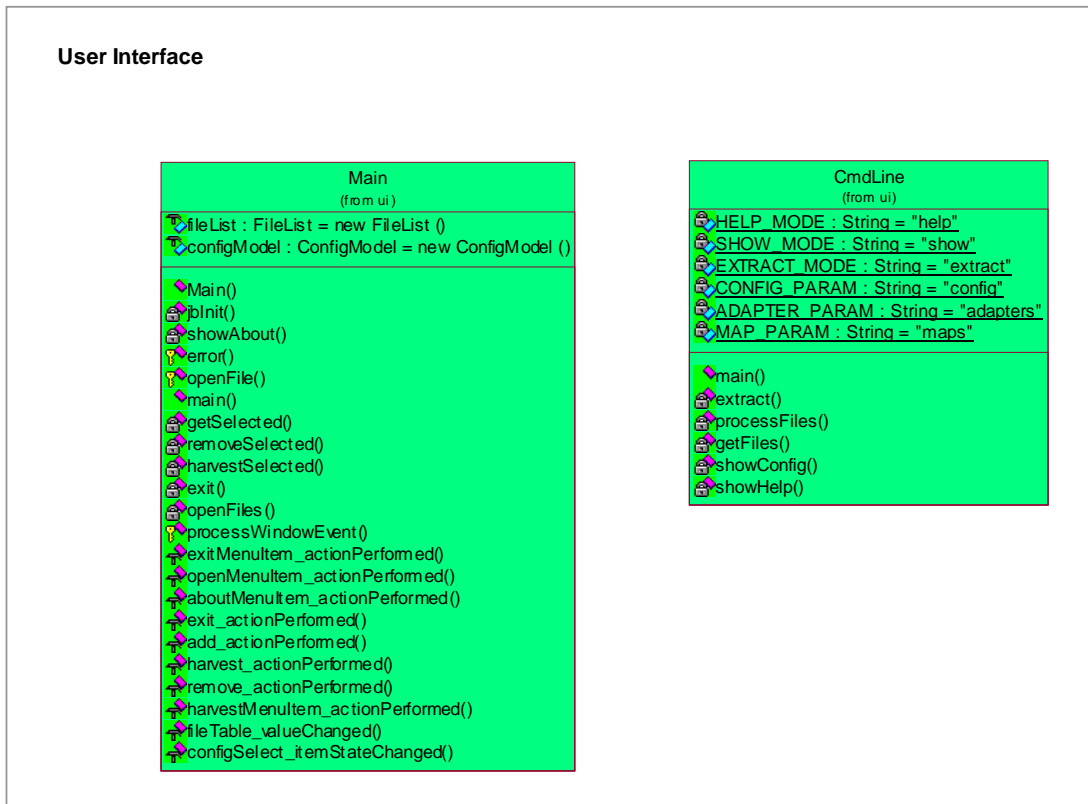 User Interface
Main
(from ui)
fileList : FileList = new FileList ()
configModel : ConfigModel = new ConfigModel ()
Main()
jbInit()
showAbout()
error()
openFile()
main()
getSelected()
removeSelected()
harvestSelected()
exit()
openFiles()
processWindowEvent()
exitMenuItem_actionPerformed()
openMenuItem_actionPerformed()
aboutMenuItem_actionPerformed()
exit_actionPerformed()
add_actionPerformed()
harvest_actionPerformed()
remove_actionPerformed()
harvestMenuItem_actionPerformed()
fileTable_valueChanged()
configSelect_itemStateChanged()
CmdLine
(from ui)
HELP_MODE : String = "help"
SHOW_MODE : String = "show"
EXTRACT_MODE : String = "extract"
CONFIG_PARAM : String = "config"
ADAPTER_PARAM : String = "adapters"
MAP_PARAM : String = "maps"
main()
extract()
processFiles()
getFiles()
showConfig()
showHelp()